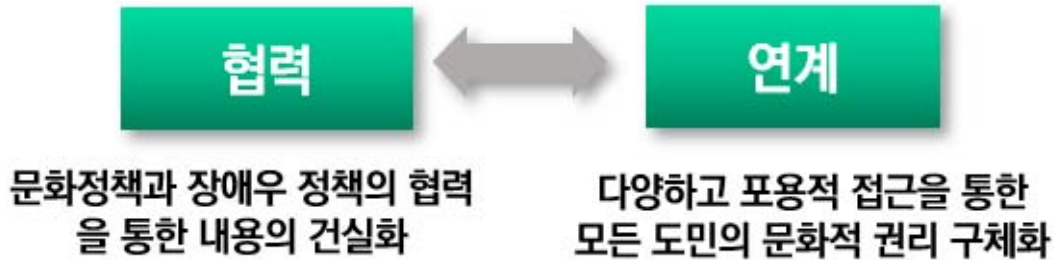 협력
연계
문화정책과 장애우 정책의 협력
을 통한 내용의 건실화
다양하고 포용적 접근을 통한
모든 도민의 문화적 권리 구체화